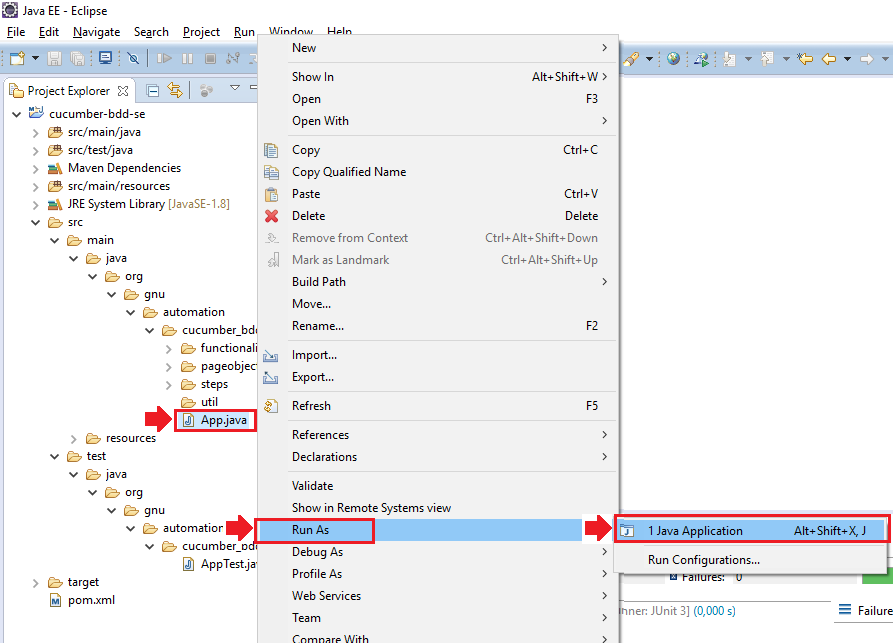 Java EE - Eclipse
File Edit Navigate Search Project Run Window Help
Project Explorer
cucumber-bdd-se
src/main/java
src/test/java
Maven Dependencies
src/main/resources
JRE System Library [JavaSE-1.8]
src
main
java
org
gnu
automation
cucumber_bdd
functionali
pageobject
steps
util
App.java
resources
test
java
org
gnu
automation
cucumber_bdd
AppTest.ja
target
pom.xml
New
Show In Alt+Shift+W
Open F3
Open With
Copy Ctrl+C
Copy Qualified Name
Paste Ctrl+V
Delete Delete
Remove from Context Ctrl+Alt+Shift+Down
Mark as Landmark Ctrl+Alt+Shift+Up
Build Path
Move...
Rename... F2
Import...
Export...
Refresh F5
References
Declarations
Validate
Show in Remote Systems view
Run As
Debug As
Profile As
Web Services
Team
Compare With
1 Java Application Alt+Shift+X, J
Run Configurations...
Failures: 0
nner: JUnit 3] (0,000 s)
Failure